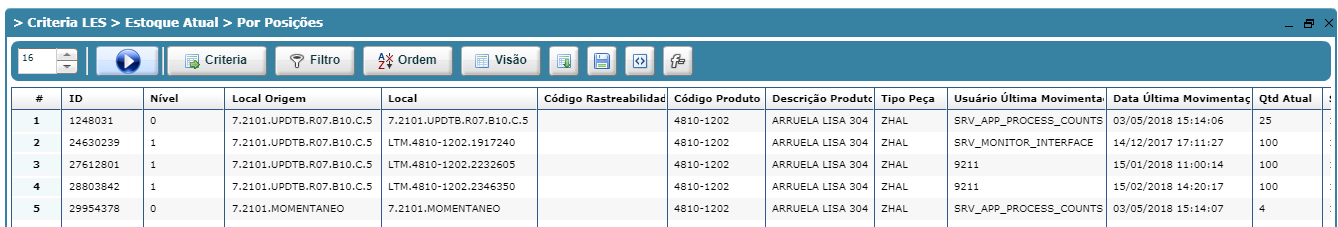 > Criteria LES > Estoque Atual > Por Posições
16 Criteria Filtro Ordem Visão
# ID Nível Local Origem Local Código Rastreabilidad Código Produto Descrição Produto Tipo Peça Usuário Última Movimenta Data Última Movimentaç Qtd Atual
1 1248031 0 7.2101.UPDTB.R07.B10.C.5 7.2101.UPDTB.R07.B10.C.5 4810-1202 ARRUELA LISA 304 ZHAL SRV_APP_PROCESS_COUNTS 03/05/2018 15:14:06 25
2 24630239 1 7.2101.UPDTB.R07.B10.C.5 LTM.4810-1202.1917240 4810-1202 ARRUELA LISA 304 ZHAL SRV_MONITOR_INTERFACE 14/12/2017 17:11:27 100
3 27612801 1 7.2101.UPDTB.R07.B10.C.5 LTM.4810-1202.2232605 4810-1202 ARRUELA LISA 304 ZHAL 9211 15/01/2018 11:00:14 100
4 28803842 1 7.2101.UPDTB.R07.B10.C.5 LTM.4810-1202.2346350 4810-1202 ARRUELA LISA 304 ZHAL 9211 15/02/2018 14:20:17 100
5 29954378 0 7.2101.MOMENTANEO 7.2101.MOMENTANEO 4810-1202 ARRUELA LISA 304 ZHAL SRV_APP_PROCESS_COUNTS 03/05/2018 15:14:07 4